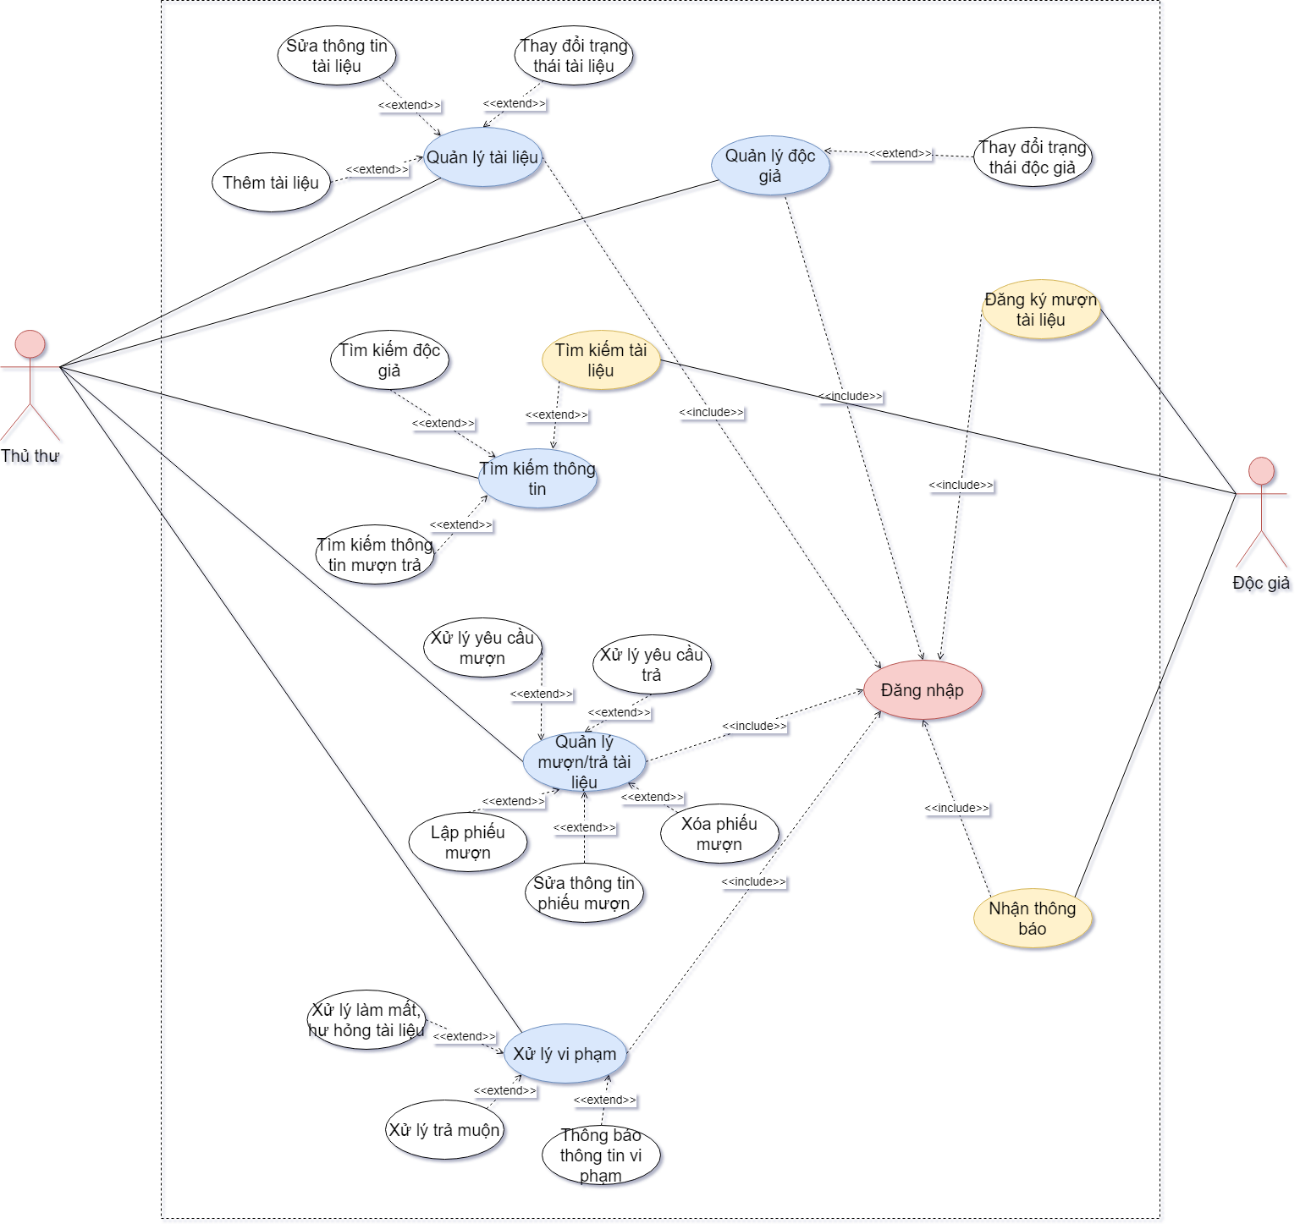 Sửa thông tin
tài liệu
Thay đổi trạng
thái tài liệu
<<extend>>
<<extend>>
Quản lý tài liệu
<<extend>>
Thêm tài liệu
Quản lý độc
giả
<<extend>>
Thay đổi trạng
thái độc giả
Đăng ký mượn
tài liệu
Tìm kiếm độc
giả
Tìm kiếm tài
liệu
<<extend>>
<<extend>>
<<include>>
<<include>>
Thủ thư
Tìm kiếm thông
tin
<<include>>
<<extend>>
Tìm kiếm thông
tin mượn trả
Độc giả
Xử lý yêu cầu
mượn
Xử lý yêu cầu
trả
<<extend>>
<<extend>>
Đăng nhập
<<include>>
Quản lý
mượn/trả tài
liệu
<<extend>>
<<extend>>
<<extend>>
<<include>>
Lập phiếu
mượn
Xóa phiếu
mượn
Sửa thông tin
phiếu mượn
<<include>>
Nhận thông
báo
Xử lý làm mất,
hư hỏng tài liệu
<<extend>>
Xử lý vi phạm
<<extend>>
<<extend>>
Xử lý trả muộn
Thông báo
thông tin vi
phạm